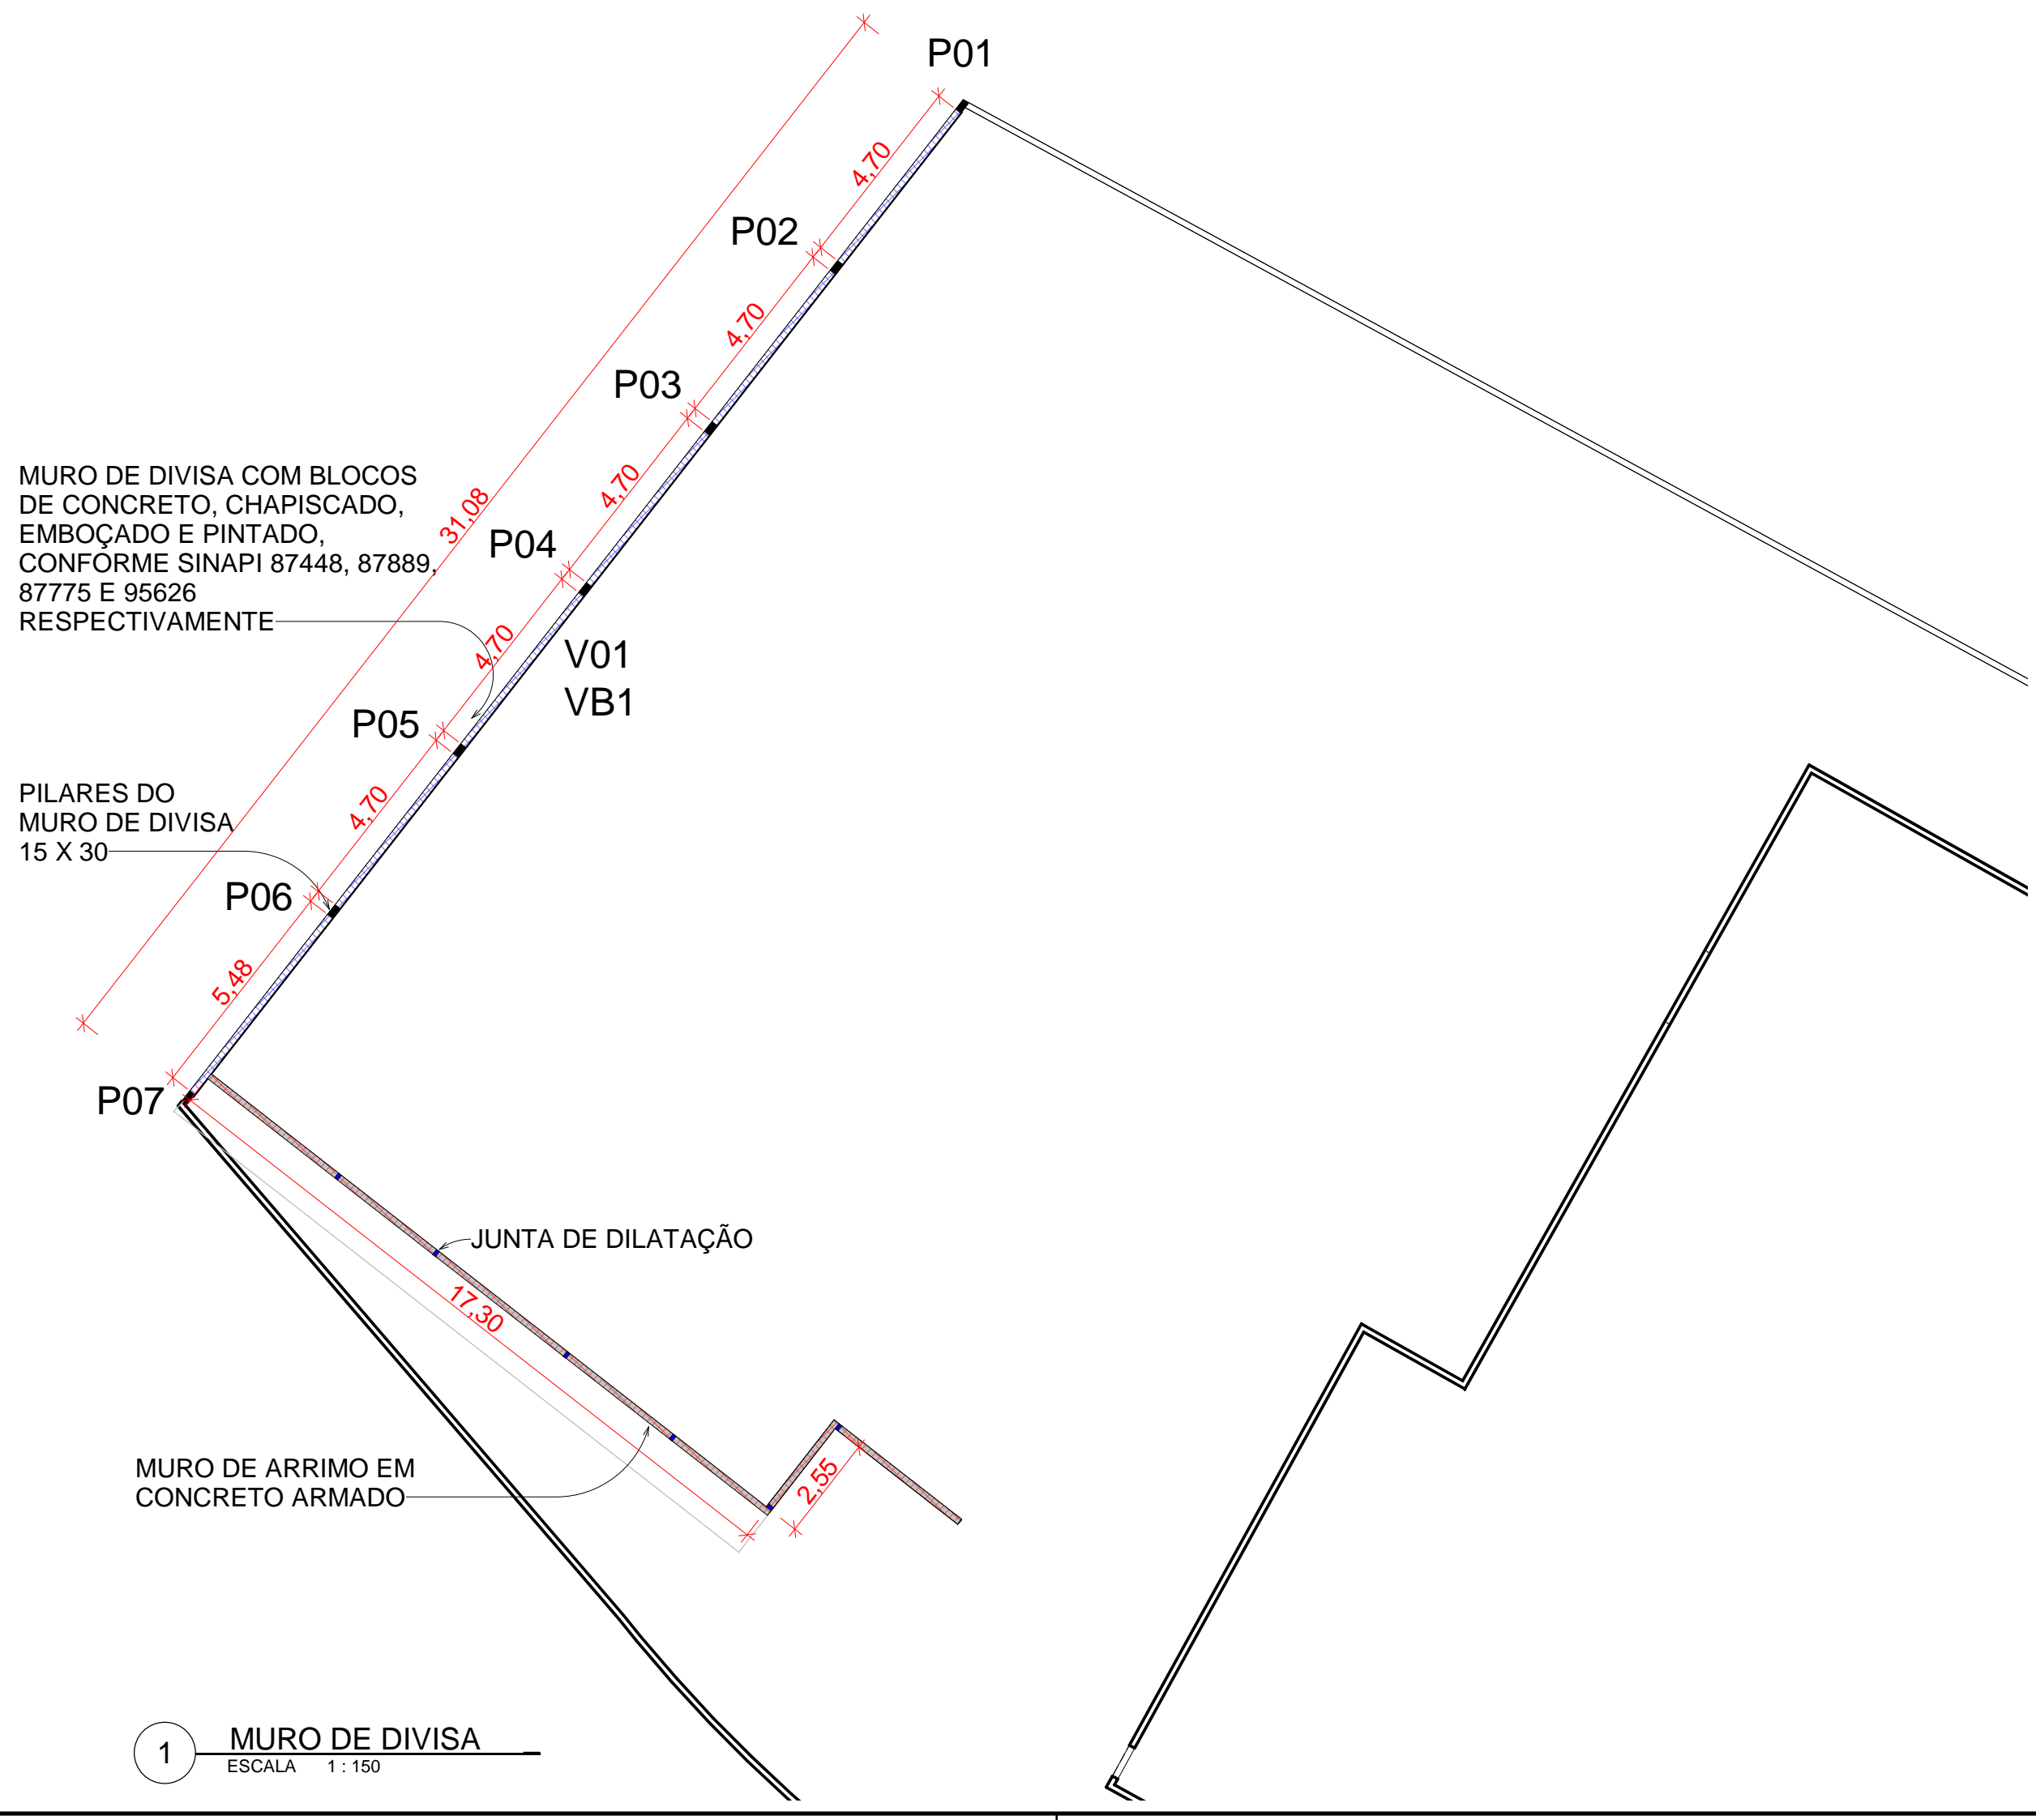 P01
4,70
P02
4,70
P03
4,70
MURO DE DIVISA COM BLOCOS
DE CONCRETO, CHAPISCADO,
EMBOÇADO E PINTADO,
CONFORME SINAPI 87448, 87889,
87775 E 95626
RESPECTIVAMENTE
31,08
P04
4,70
V01
VB1
P05
4,70
PILARES DO
MURO DE DIVISA
15 X 30
P06
5,48
P07
JUNTA DE DILATAÇÃO
17,30
2,55
MURO DE ARRIMO EM
CONCRETO ARMADO
1
MURO DE DIVISA
ESCALA 1 : 150